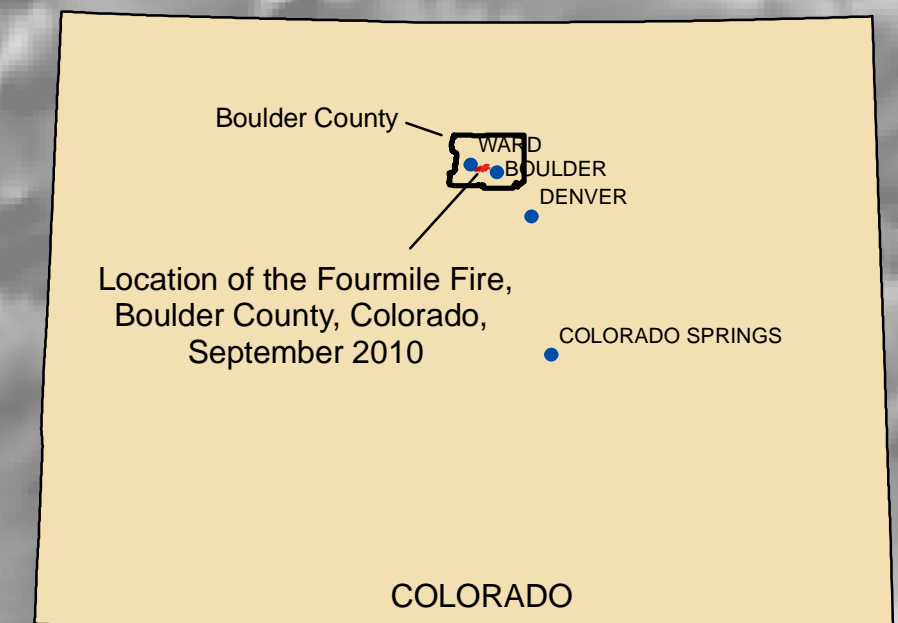 Boulder County
WARD
BOULDER
DENVER
Location of the Fourmile Fire,
Boulder County, Colorado,
September 2010
COLORADO SPRINGS
COLORADO